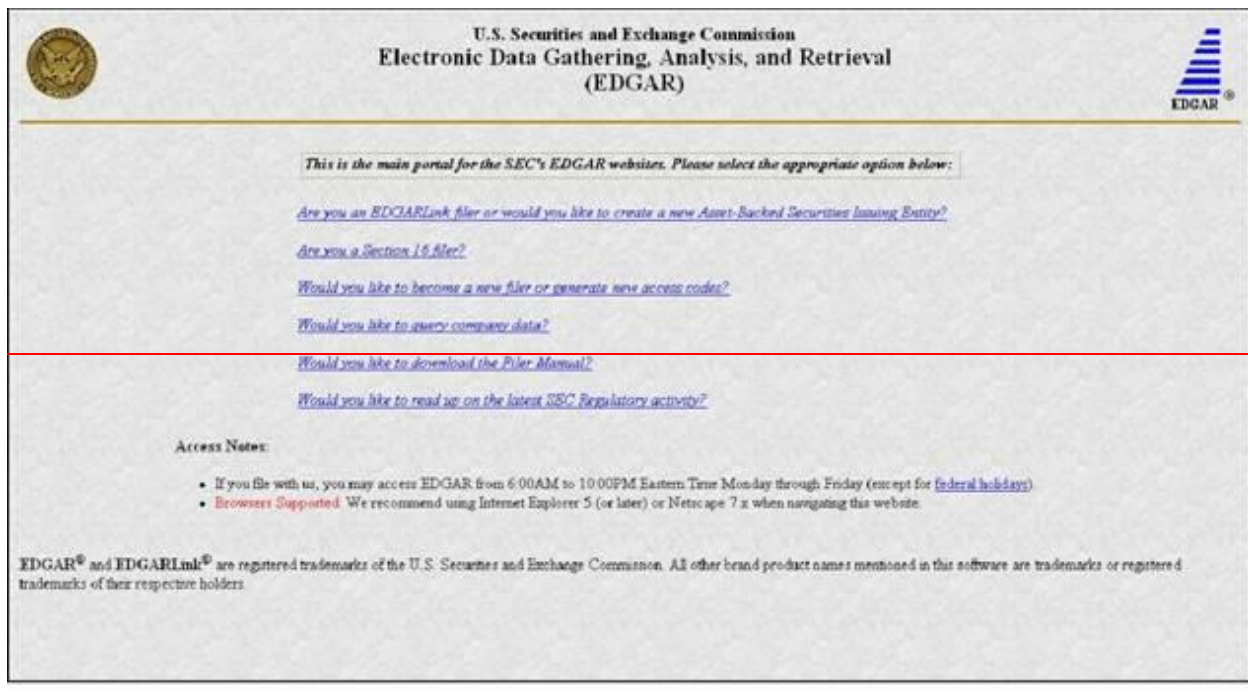 U.S. Securities and Exchange Commission
Electronic Data Gathering, Analysis, and Retrieval
(EDGAR)
EDGAR ®
This is the main portal for the SEC's EDGAR websites. Please select the appropriate option below:
Are you an EDGARLink filer or would you like to create a new Asset-Backed Securities Issuing Entity?
Are you a Section 16 filer?
Would you like to become a new filer or generate new access codes?
Would you like to query company data?
Would you like to download the Filer Manual?
Would you like to read up on the latest SEC Regulatory activity?
Access Notes:
• If you file with us, you may access EDGAR from 6:00AM to 10:00PM Eastern Time Monday through Friday (except for federal holidays).
• Browsers Supported We recommend using Internet Explorer 5 (or later) or Netscape 7.x when navigating this website.
EDGAR® and EDGARLink® are registered trademarks of the U.S. Securities and Exchange Commission. All other brand product names mentioned in this software are trademarks or registered
trademarks of their respective holders.